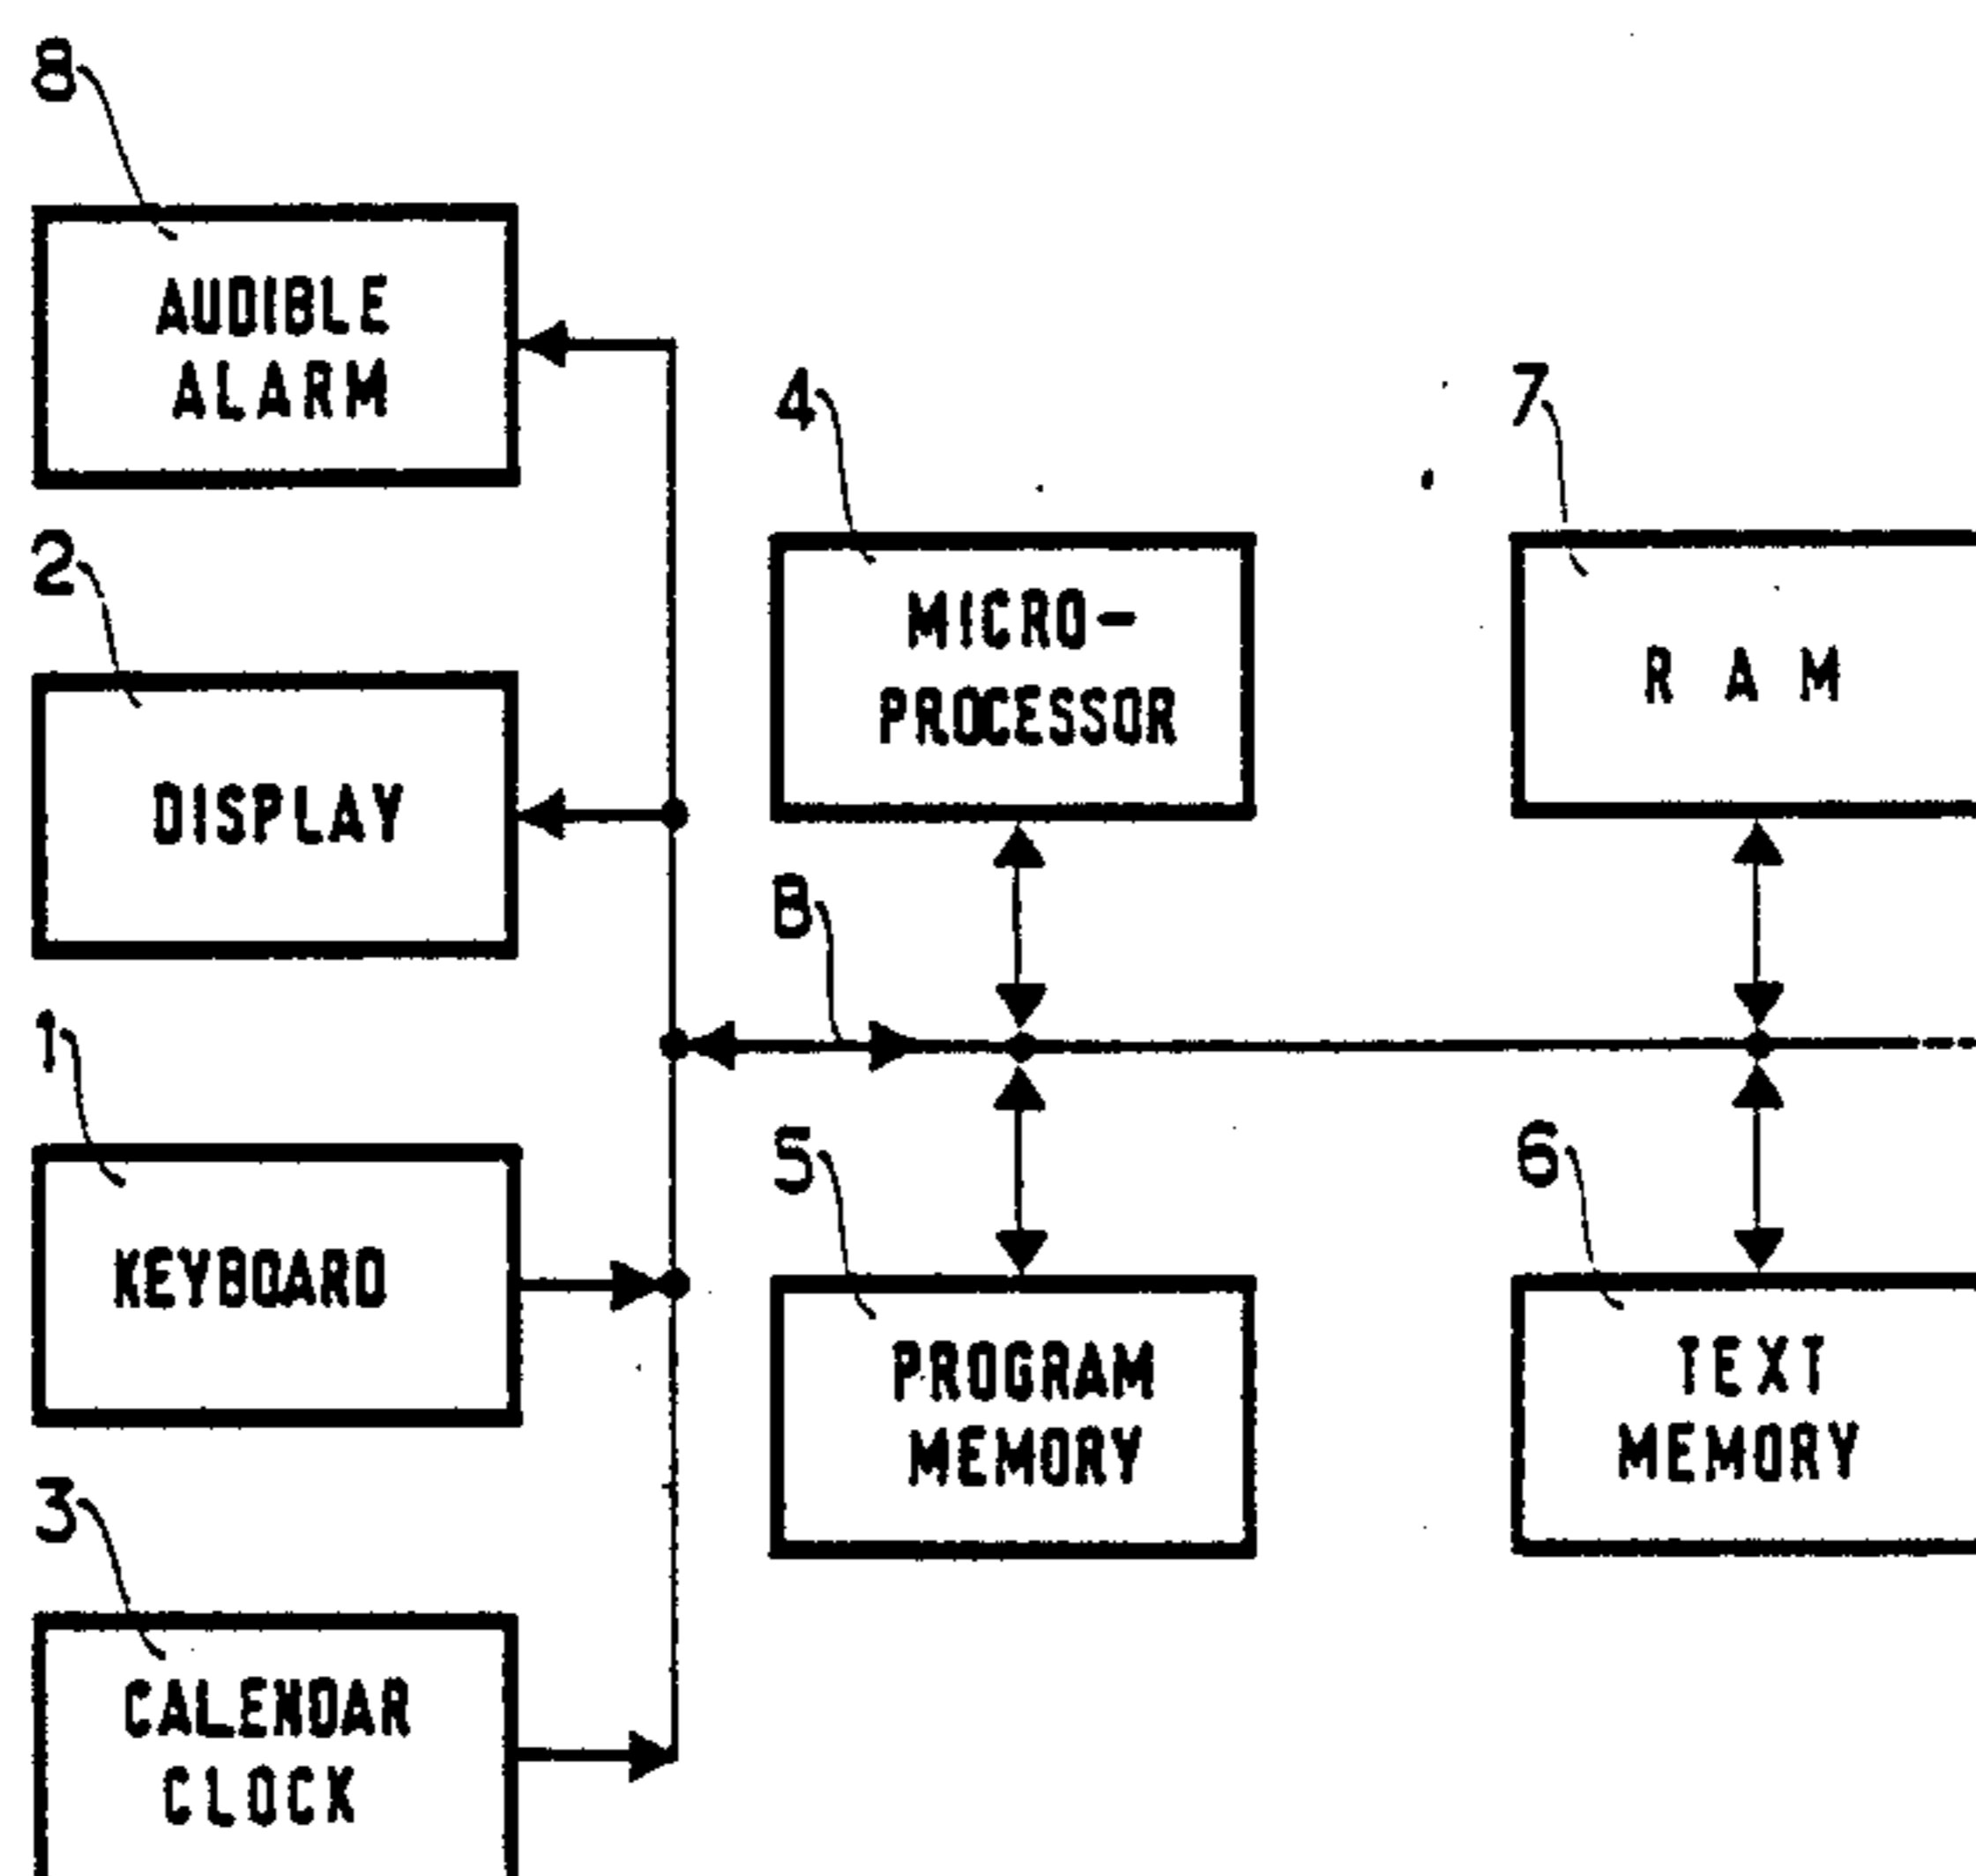 8
AUDIBLE
ALARM
2
DISPLAY
1
KEYBOARD
3
CALENDAR
CLOCK
4
MICRO-
PROCESSOR
B
5
PROGRAM
MEMORY
7
R A M
6
TEXT
MEMORY